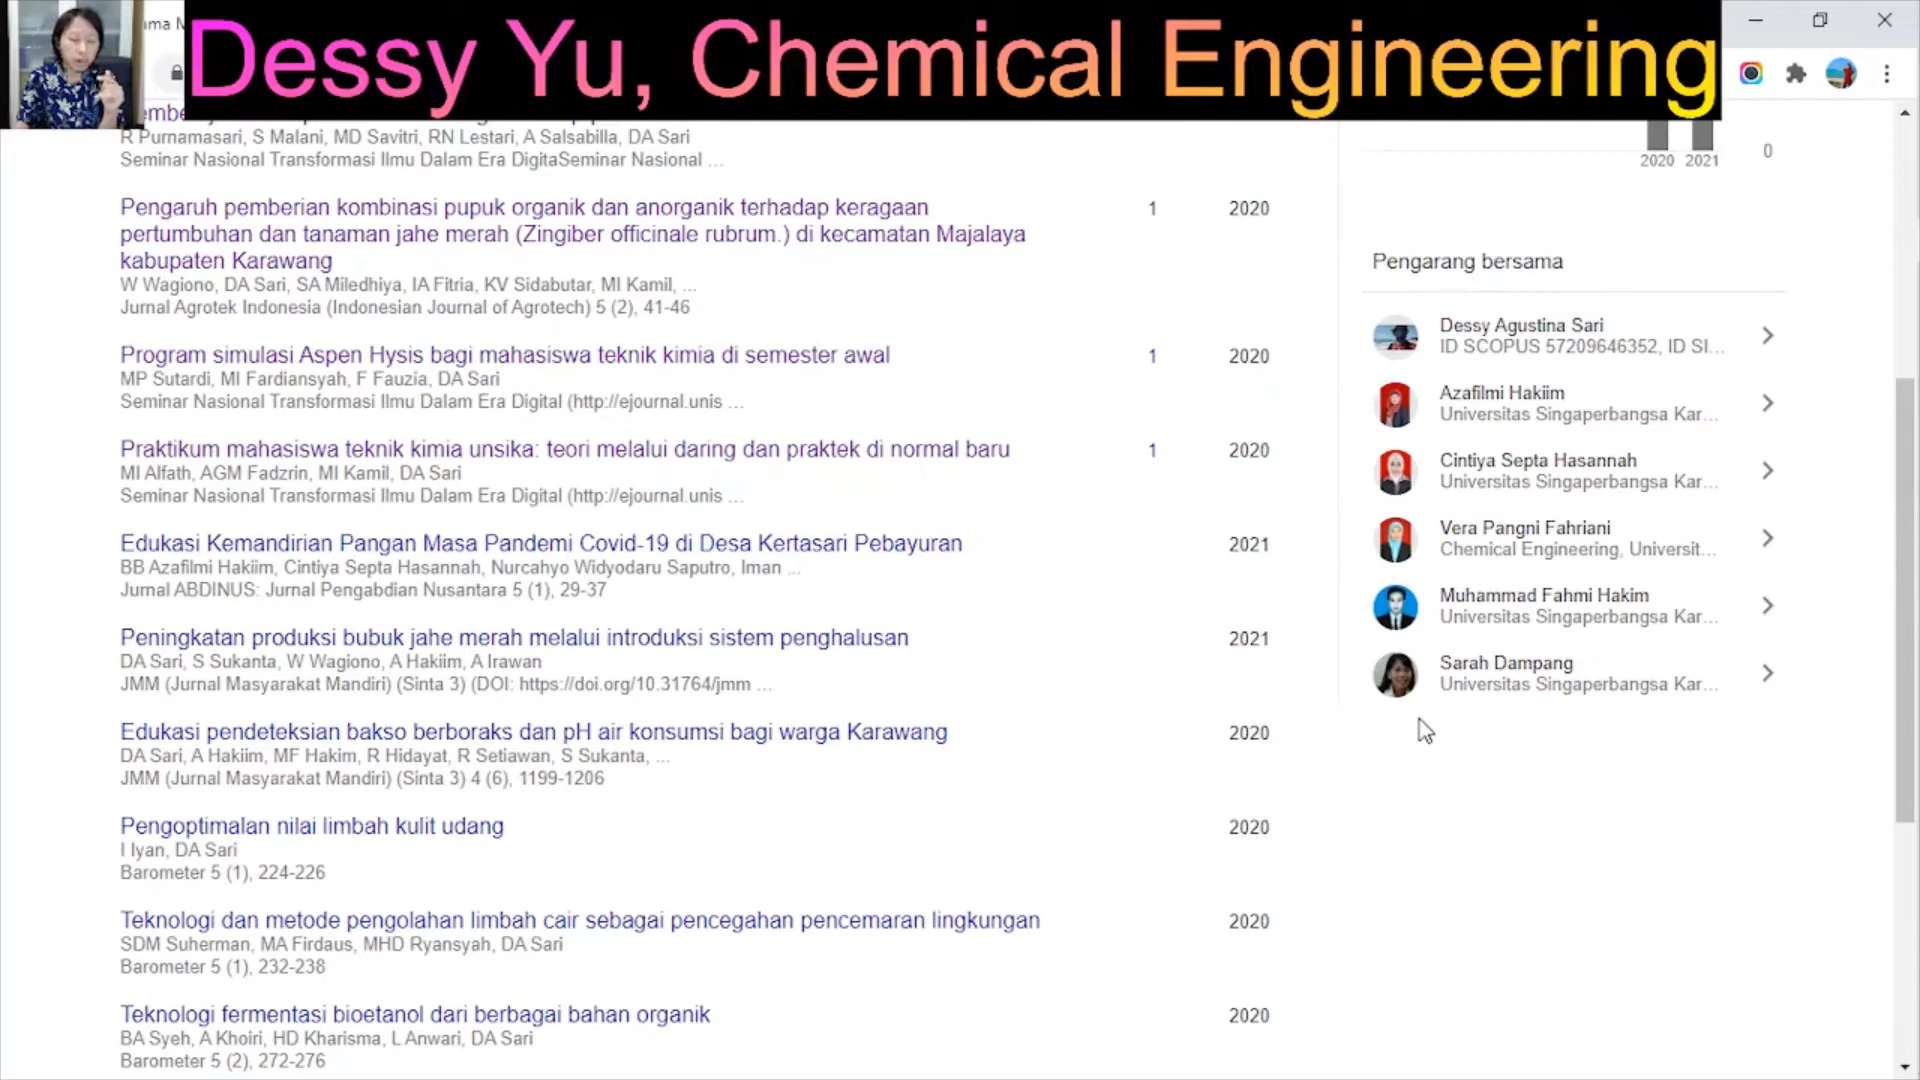 Dessy Yu, Chemical Engineering
R Purnamasari, S Malani, MD Savitri, RN Lestari, A Salsabilla, DA Sari
Seminar Nasional Transformasi Ilmu Dalam Era DigitaSeminar Nasional ...
Pengaruh pemberian kombinasi pupuk organik dan anorganik terhadap keragaan
pertumbuhan dan tanaman jahe merah (Zingiber officinale rubrum.) di kecamatan Majalaya
kabupaten Karawang
1
2020
W Wagiono, DA Sari, SA Miledhiya, IA Fitria, KV Sidabutar, MI Kamil, ...
Jurnal Agrotek Indonesia (Indonesian Journal of Agrotech) 5 (2), 41-46
Program simulasi Aspen Hysis bagi mahasiswa teknik kimia di semester awal
1
2020
MP Sutardi, MI Fardiansyah, F Fauzia, DA Sari
Seminar Nasional Transformasi Ilmu Dalam Era Digital (http://ejournal.unis ...
Praktikum mahasiswa teknik kimia unsika: teori melalui daring dan praktek di normal baru
1
2020
MI Alfath, AGM Fadzrin, MI Kamil, DA Sari
Seminar Nasional Transformasi Ilmu Dalam Era Digital (http://ejournal.unis ...
Edukasi Kemandirian Pangan Masa Pandemi Covid-19 di Desa Kertasari Pebayuran
2021
BB Azafilmi Hakiim, Cintiya Septa Hasannah, Nurcahyo Widyodaru Saputro, Iman ...
Jurnal ABDINUS: Jurnal Pengabdian Nusantara 5 (1), 29-37
Peningkatan produksi bubuk jahe merah melalui introduksi sistem penghalusan
2021
DA Sari, S Sukanta, W Wagiono, A Hakiim, A Irawan
JMM (Jurnal Masyarakat Mandiri) (Sinta 3) (DOI: https://doi.org/10.31764/jmm ...
Edukasi pendeteksian bakso berboraks dan pH air konsumsi bagi warga Karawang
2020
DA Sari, A Hakiim, MF Hakim, R Hidayat, R Setiawan, S Sukanta, ...
JMM (Jurnal Masyarakat Mandiri) (Sinta 3) 4 (6), 1199-1206
Pengoptimalan nilai limbah kulit udang
2020
I Iyan, DA Sari
Barometer 5 (1), 224-226
Teknologi dan metode pengolahan limbah cair sebagai pencegahan pencemaran lingkungan
2020
SDM Suherman, MA Firdaus, MHD Ryansyah, DA Sari
Barometer 5 (1), 232-238
Teknologi fermentasi bioetanol dari berbagai bahan organik
2020
BA Syeh, A Khoiri, HD Kharisma, L Anwari, DA Sari
Barometer 5 (2), 272-276
0
2020 2021
Pengarang bersama
Dessy Agustina Sari
ID SCOPUS 57209646352, ID SI...
Azafilmi Hakiim
Universitas Singaperbangsa Kar...
Cintiya Septa Hasannah
Universitas Singaperbangsa Kar...
Vera Pangni Fahriani
Chemical Engineering, Universit...
Muhammad Fahmi Hakim
Universitas Singaperbangsa Kar...
Sarah Dampang
Universitas Singaperbangsa Kar...